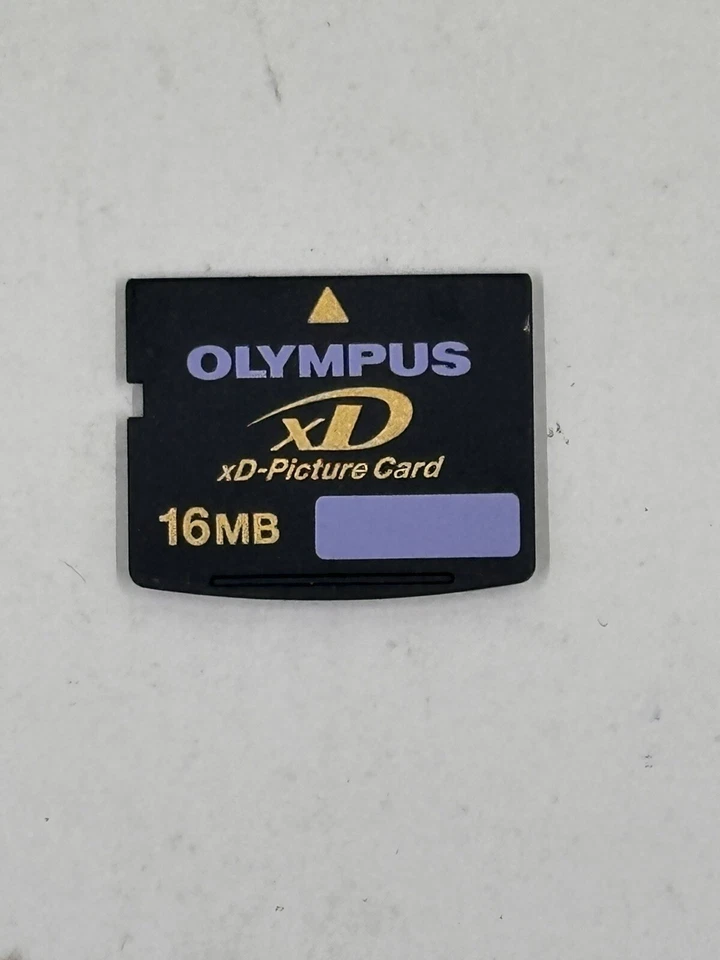 OLYMPUS
xD
xD-Picture Card
16MB